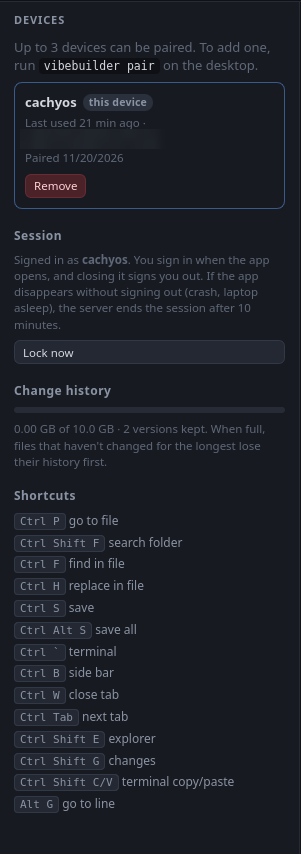 DEVICES
Up to 3 devices can be paired. To add one,
run vibebuilder pair on the desktop.
cachyos this device
Last used 21 min ago ·
Paired 11/20/2026
Remove
Session
Signed in as cachyos. You sign in when the app
opens, and closing it signs you out. If the app
disappears without signing out (crash, laptop
asleep), the server ends the session after 10
minutes.
Lock now
Change history
0.00 GB of 10.0 GB · 2 versions kept. When full,
files that haven't changed for the longest lose
their history first.
Shortcuts
Ctrl P go to file
Ctrl Shift F search folder
Ctrl F find in file
Ctrl H replace in file
Ctrl S save
Ctrl Alt S save all
Ctrl ` terminal
Ctrl B side bar
Ctrl W close tab
Ctrl Tab next tab
Ctrl Shift E explorer
Ctrl Shift G changes
Ctrl Shift C/V terminal copy/paste
Alt G go to line